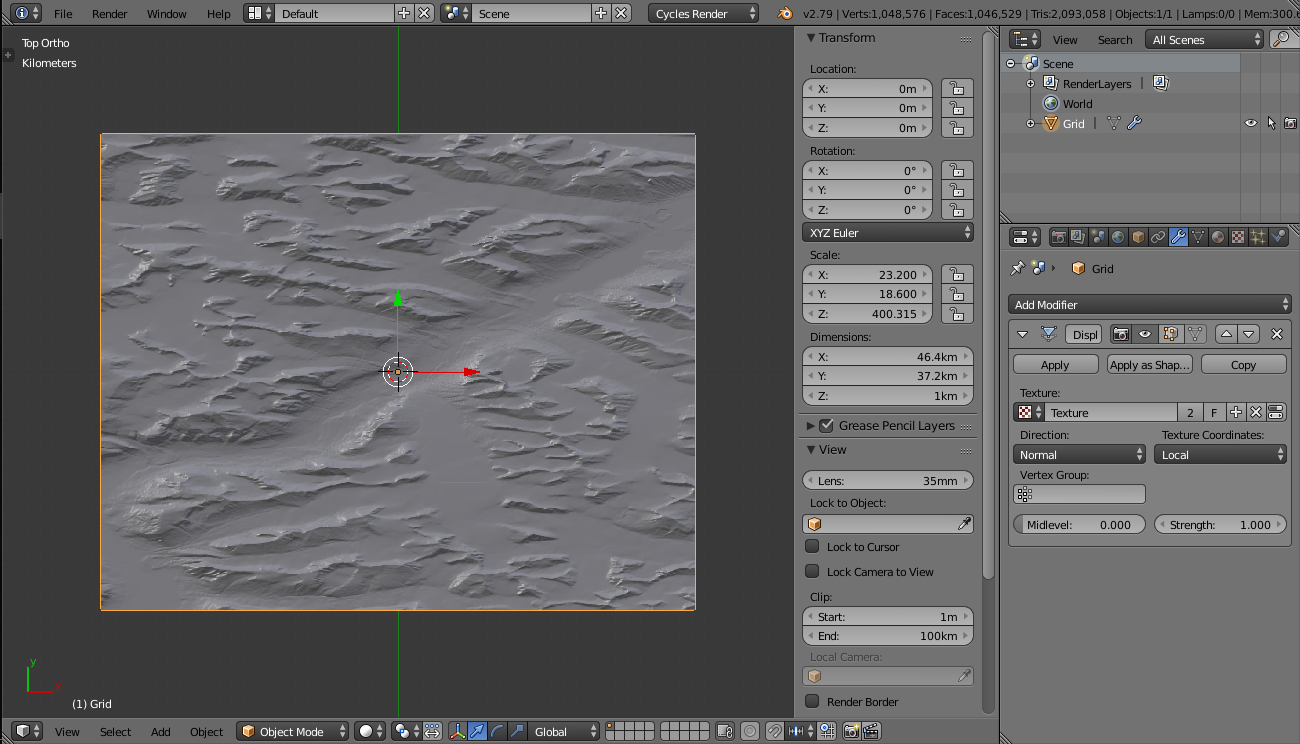 File Render Window Help Default Scene Cycles Render v2.79 | Verts:1,048,576 | Faces:1,046,529 | Tris:2,093,058 | Objects:1/1 | Lamps:0/0 | Mem:300.
Top Ortho
Kilometers
y
x
(1) Grid
View Select Add Object Object Mode Global
Transform
Location:
X: 0m
Y: 0m
Z: 0m
Rotation:
X: 0°
Y: 0°
Z: 0°
XYZ Euler
Scale:
X: 23.200
Y: 18.600
Z: 400.315
Dimensions:
X: 46.4km
Y: 37.2km
Z: 1km
Grease Pencil Layers
View
Lens: 35mm
Lock to Object:
Lock to Cursor
Lock Camera to View
Clip:
Start: 1m
End: 100km
Local Camera:
Render Border
View Search All Scenes
Scene
RenderLayers |
World
Grid |
Grid
Add Modifier
Displ
Apply Apply as Shap... Copy
Texture:
Texture 2 F
Direction: Texture Coordinates:
Normal Local
Vertex Group:
Midlevel: 0.000 Strength: 1.000